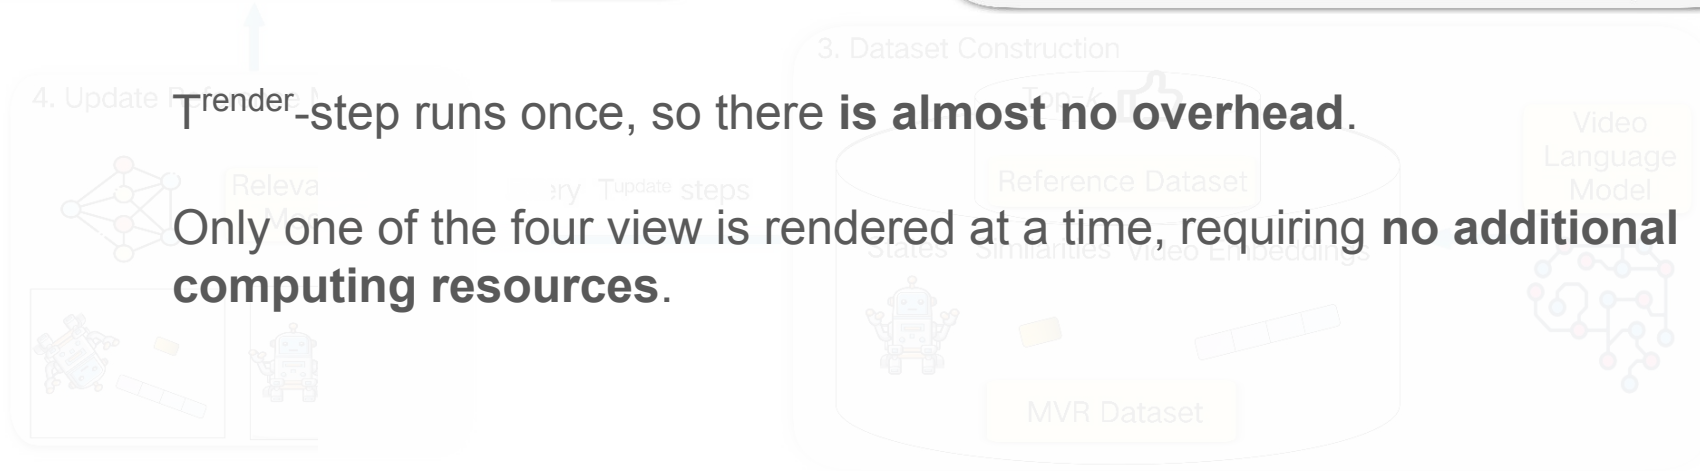 3. Dataset Construction
4. Update
T^render-step runs once, so there is almost no overhead.
Top-k
Video
Language
Model
Releva
ery T^update steps
Reference Dataset
Only one of the four view is rendered at a time, requiring no additional
States Similarities Video Embeddings
computing resources.
MVR Dataset